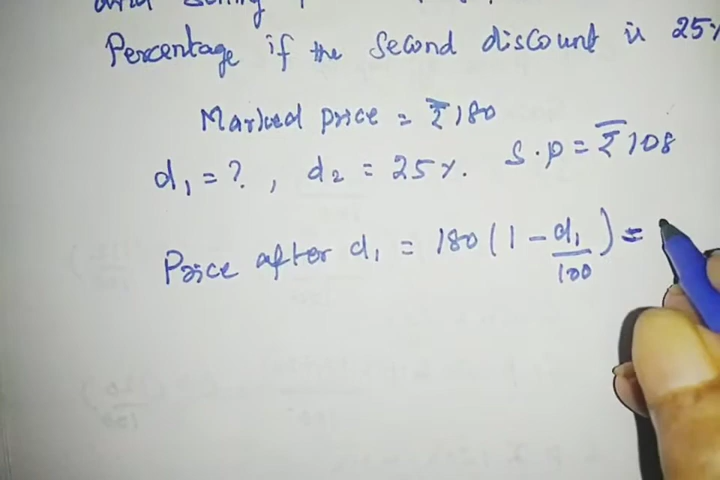 Percentage if the second discount is 25%
Marked price = ₹180
d₁ = ? , d₂ = 25%. S.P = ₹108
Price after d₁ = 180 (1 - d₁/100) =